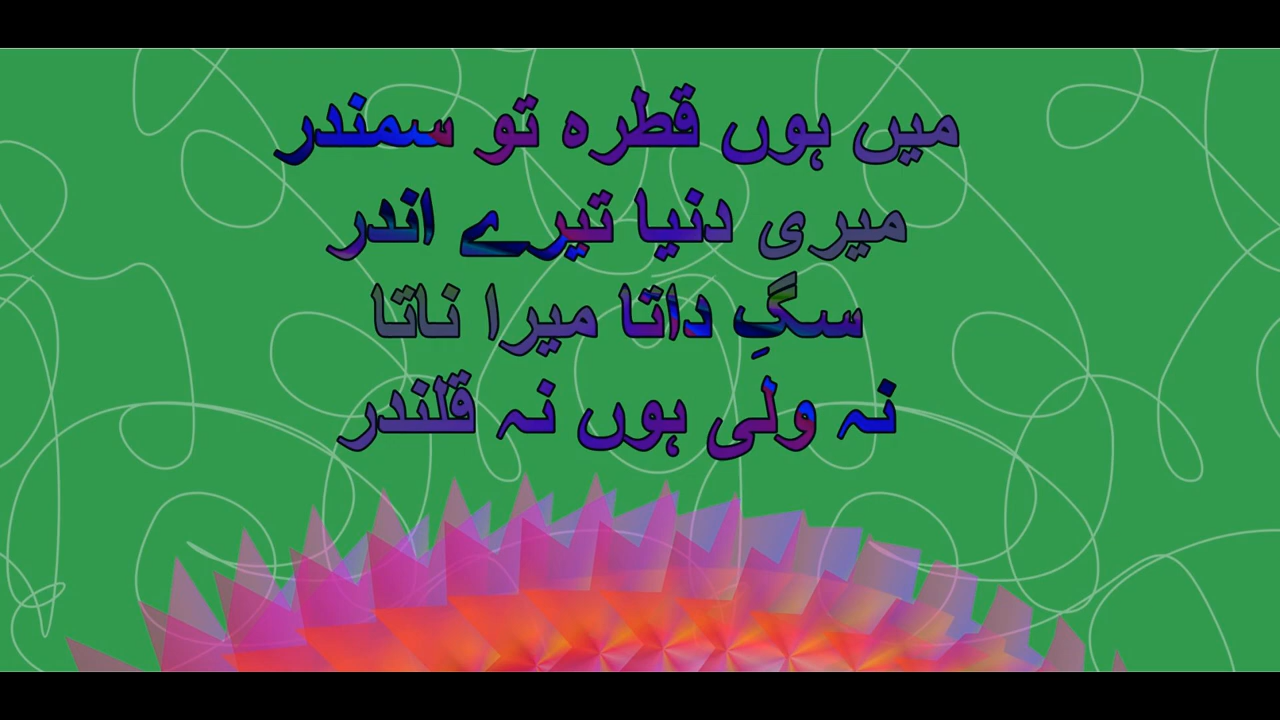 میں ہوں قطرہ تو سمندر
میری دنیا تیرے اندر
سگِ داتا میرا ناتا
نہ ولی ہوں نہ قلندر